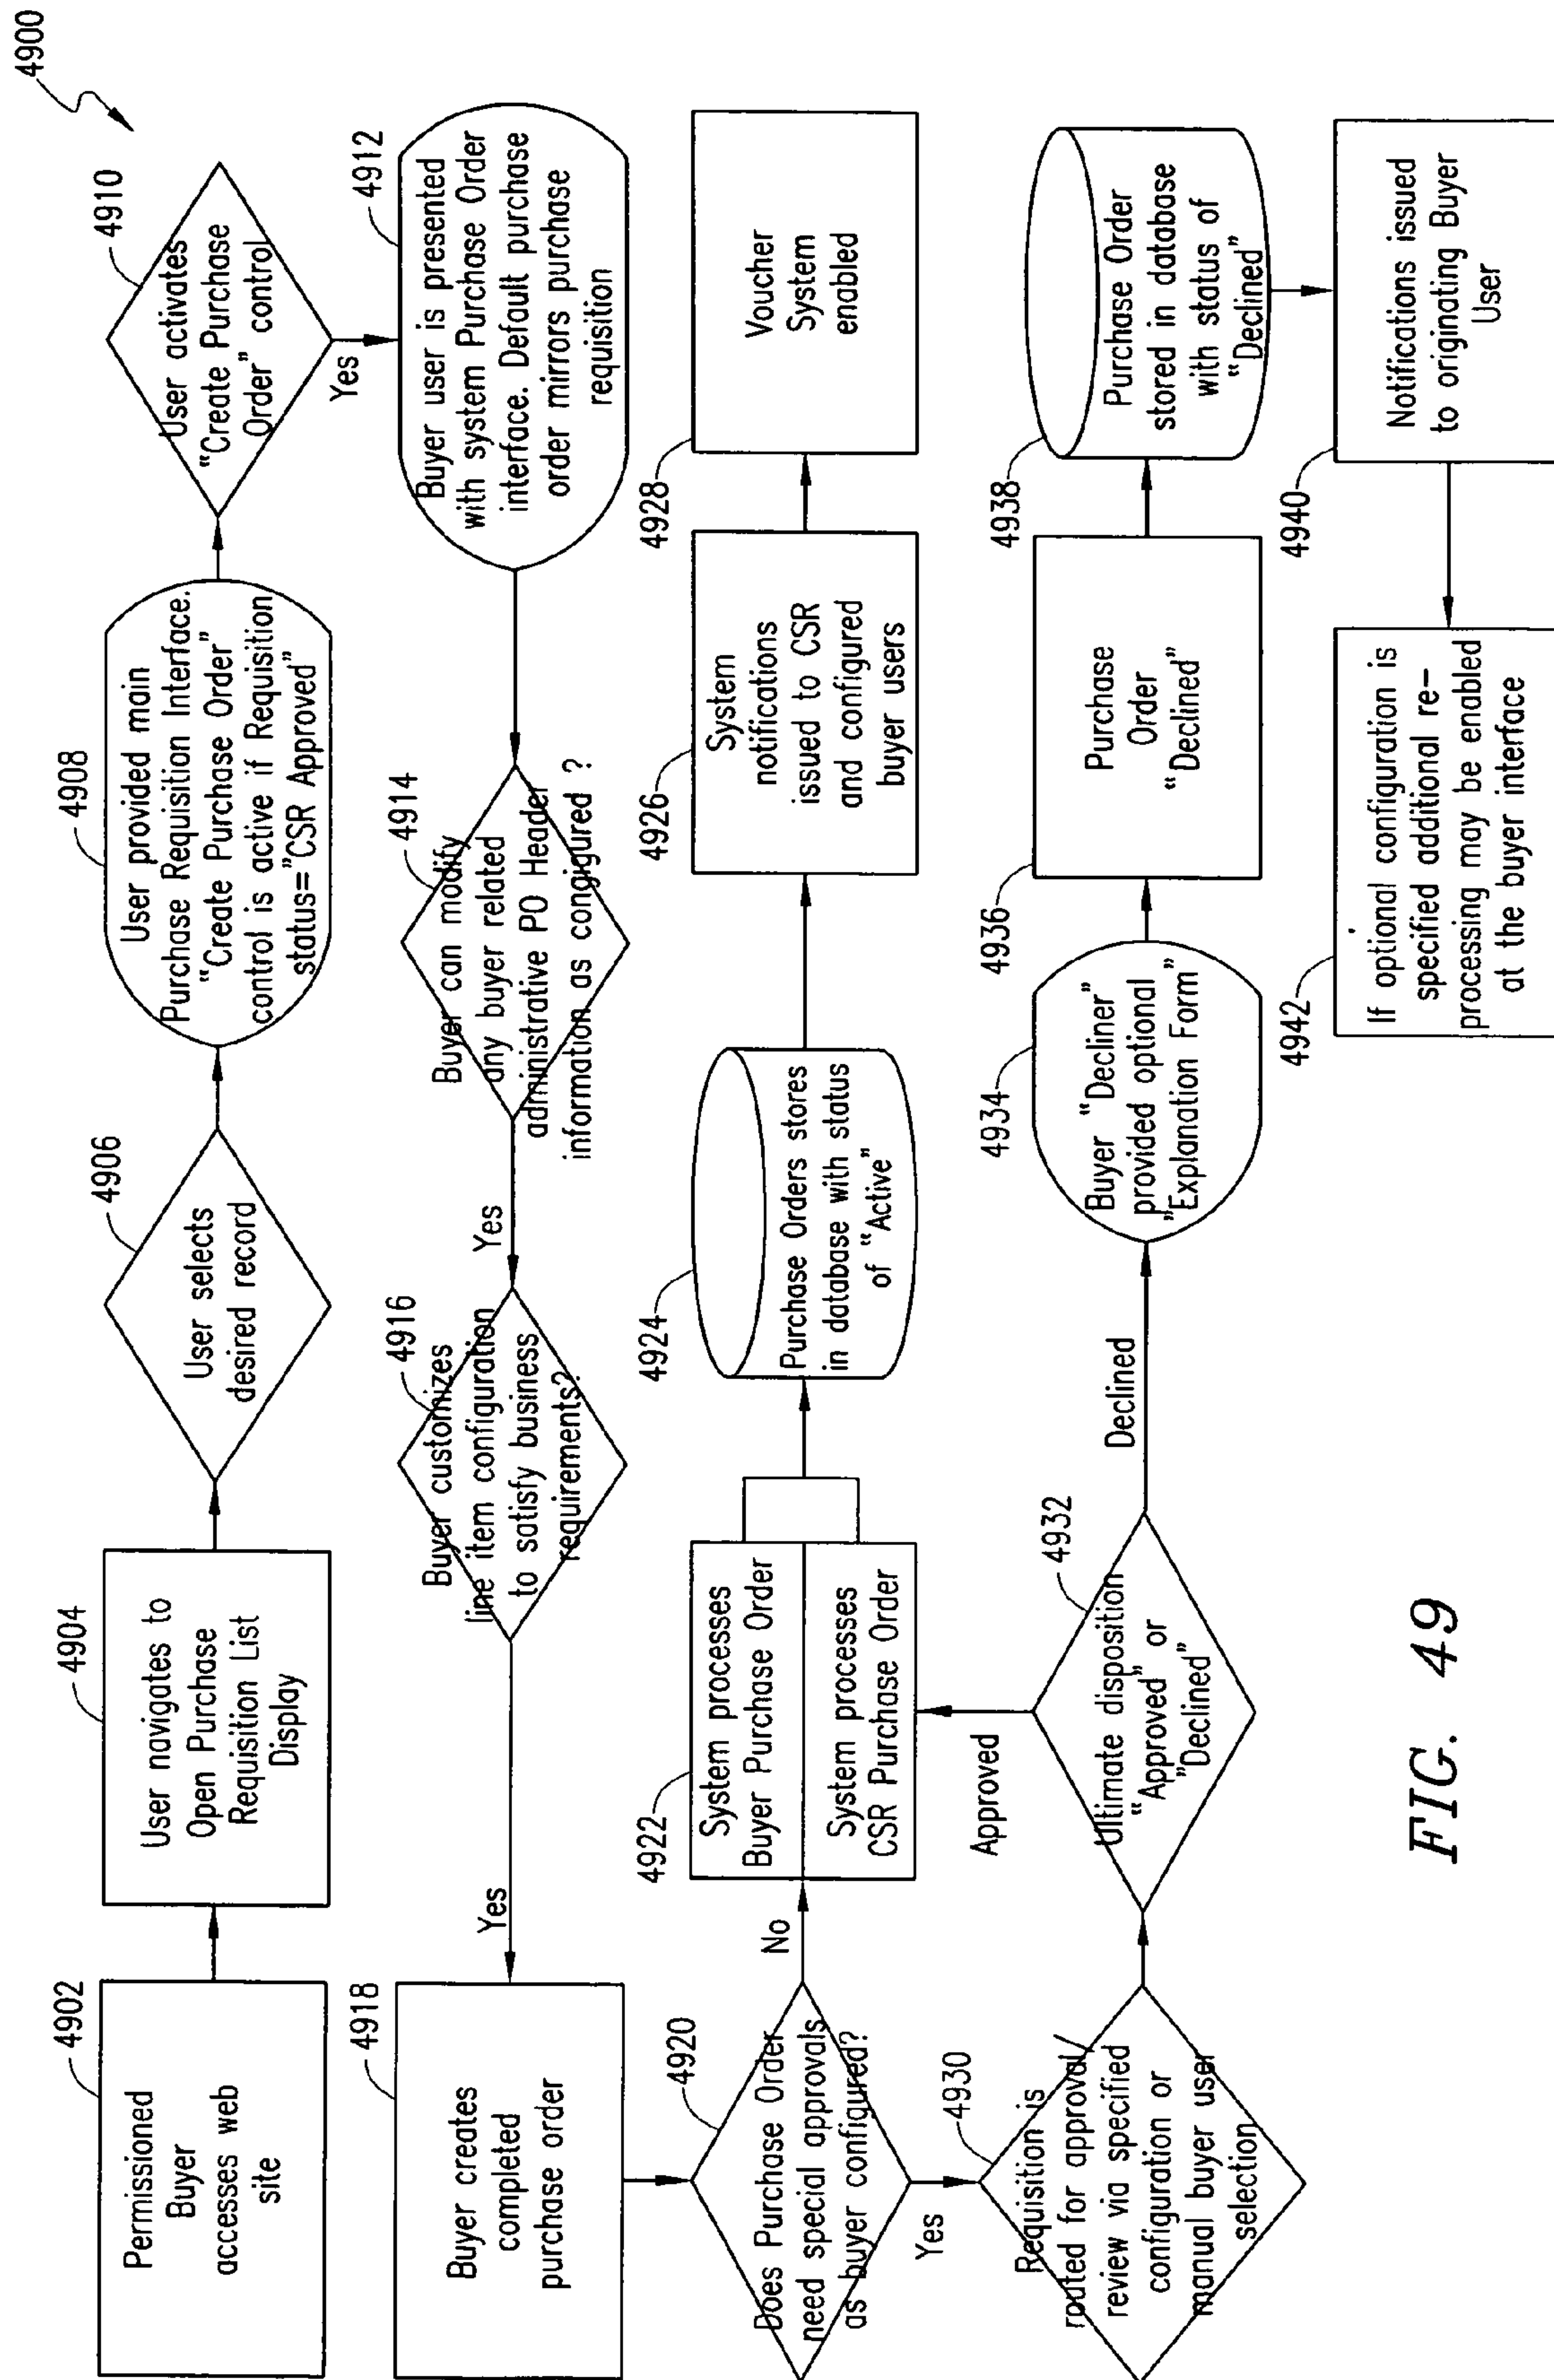 4900
4902
Permissioned
Buyer
accesses web
site
4904
User navigates to
Open Purchase
Requisition List
Display
4906
User selects
desired record
4908
User provided main
Purchase Requisition Interface.
“Create Purchase Order”
control is active if Requisition
status=“CSR Approved”
4910
User activates
“Create Purchase
Order” control
Yes
4912
Buyer user is presented
with system Purchase Order
interface. Default purchase
order mirrors purchase
requisition
4914
Buyer can modify
any buyer related
administrative PO Header
information as congigured ?
Yes
4916
Buyer customizes
line item configuration
to satisfy business
requirements?.
Yes
4918
Buyer creates
completed
purchase order
4920
Does Purchase Order
need special approvals
as buyer configured?
No
Yes
4922
System processes
Buyer Purchase Order
System processes
CSR Purchase Order
4924
Purchase Orders stores
in database with status
of “Active”
4926
System
notifications
issued to CSR
and configured
buyer users
4928
Voucher
System
enabled
4930
Requisition is
routed for approval/
review via specified
configuration or
manual buyer user
selection
4932
Ultimate disposition
“Approved” or
”Declined”
Approved
Declined
4934
Buyer “Decliner”
provided optional
”Explanation Form”
4936
Purchase
Order
“Declined”
4938
Purchase Order
stored in database
with status of
“Declined”
4940
Notifications issued
to originating Buyer
User
4942
If optional configuration is
specified additional re-
processing may be enabled
at the buyer interface
FIG. 49